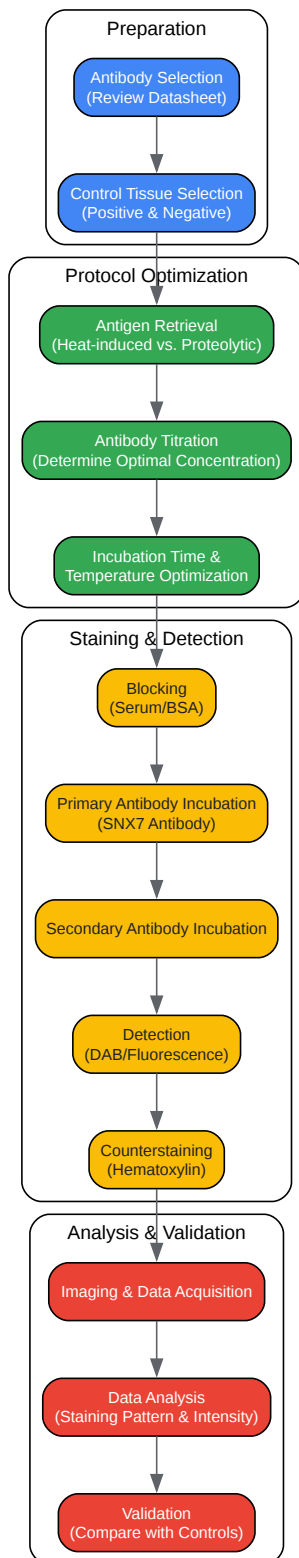 Preparation
Antibody Selection
(Review Datasheet)
Control Tissue Selection
(Positive & Negative)
Protocol Optimization
Antigen Retrieval
(Heat-induced vs. Proteolytic)
Antibody Titration
(Determine Optimal Concentration)
Incubation Time &
Temperature Optimization
Staining & Detection
Blocking
(Serum/BSA)
Primary Antibody Incubation
(SNX7 Antibody)
Secondary Antibody Incubation
Detection
(DAB/Fluorescence)
Counterstaining
(Hematoxylin)
Analysis & Validation
Imaging & Data Acquisition
Data Analysis
(Staining Pattern & Intensity)
Validation
(Compare with Controls)